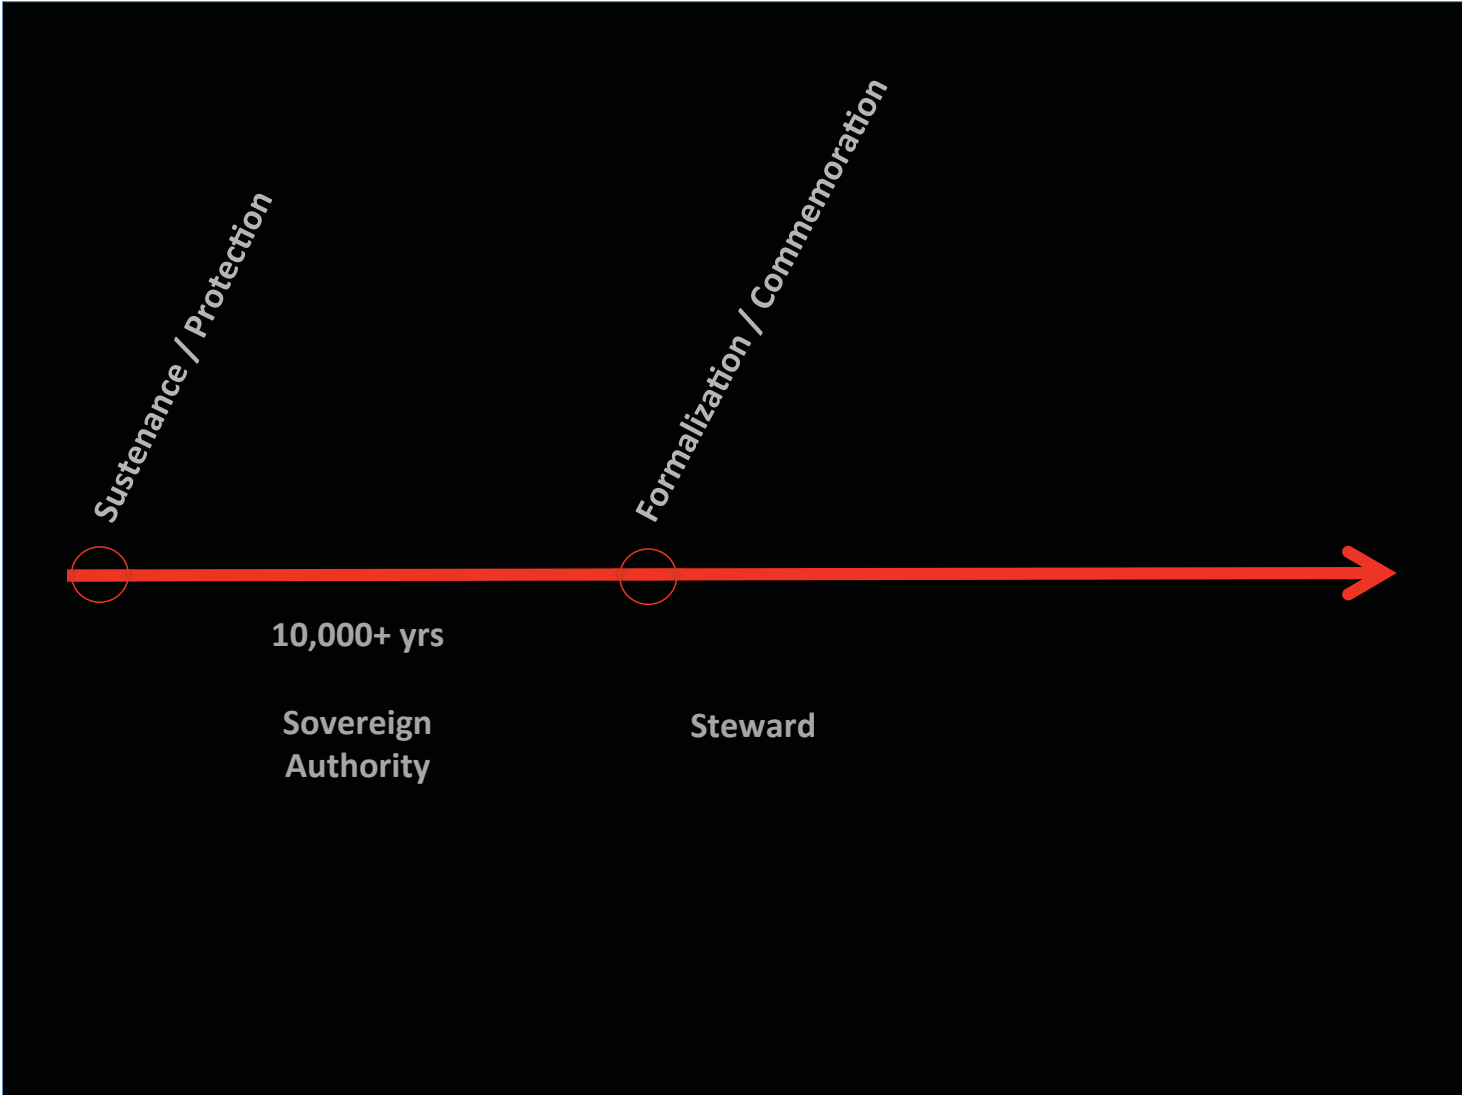 Sustenance / Protection
Formalization / Commemoration
10,000+ yrs
Sovereign
Authority
Steward